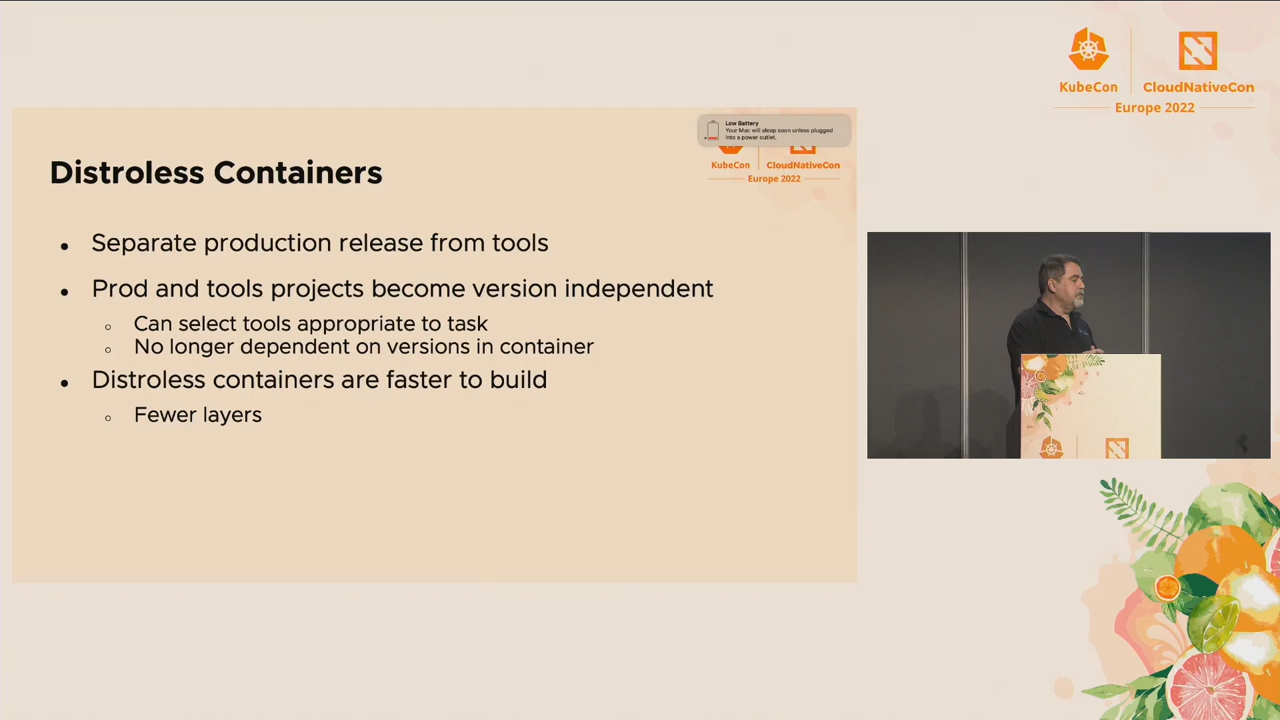 KubeCon
CloudNativeCon
Europe 2022
Low Battery
Your Mac will sleep soon unless plugged
into a power outlet.
KubeCon
CloudNativeCon
Europe 2022
Distroless Containers
• Separate production release from tools
• Prod and tools projects become version independent
○ Can select tools appropriate to task
○ No longer dependent on versions in container
• Distroless containers are faster to build
○ Fewer layers